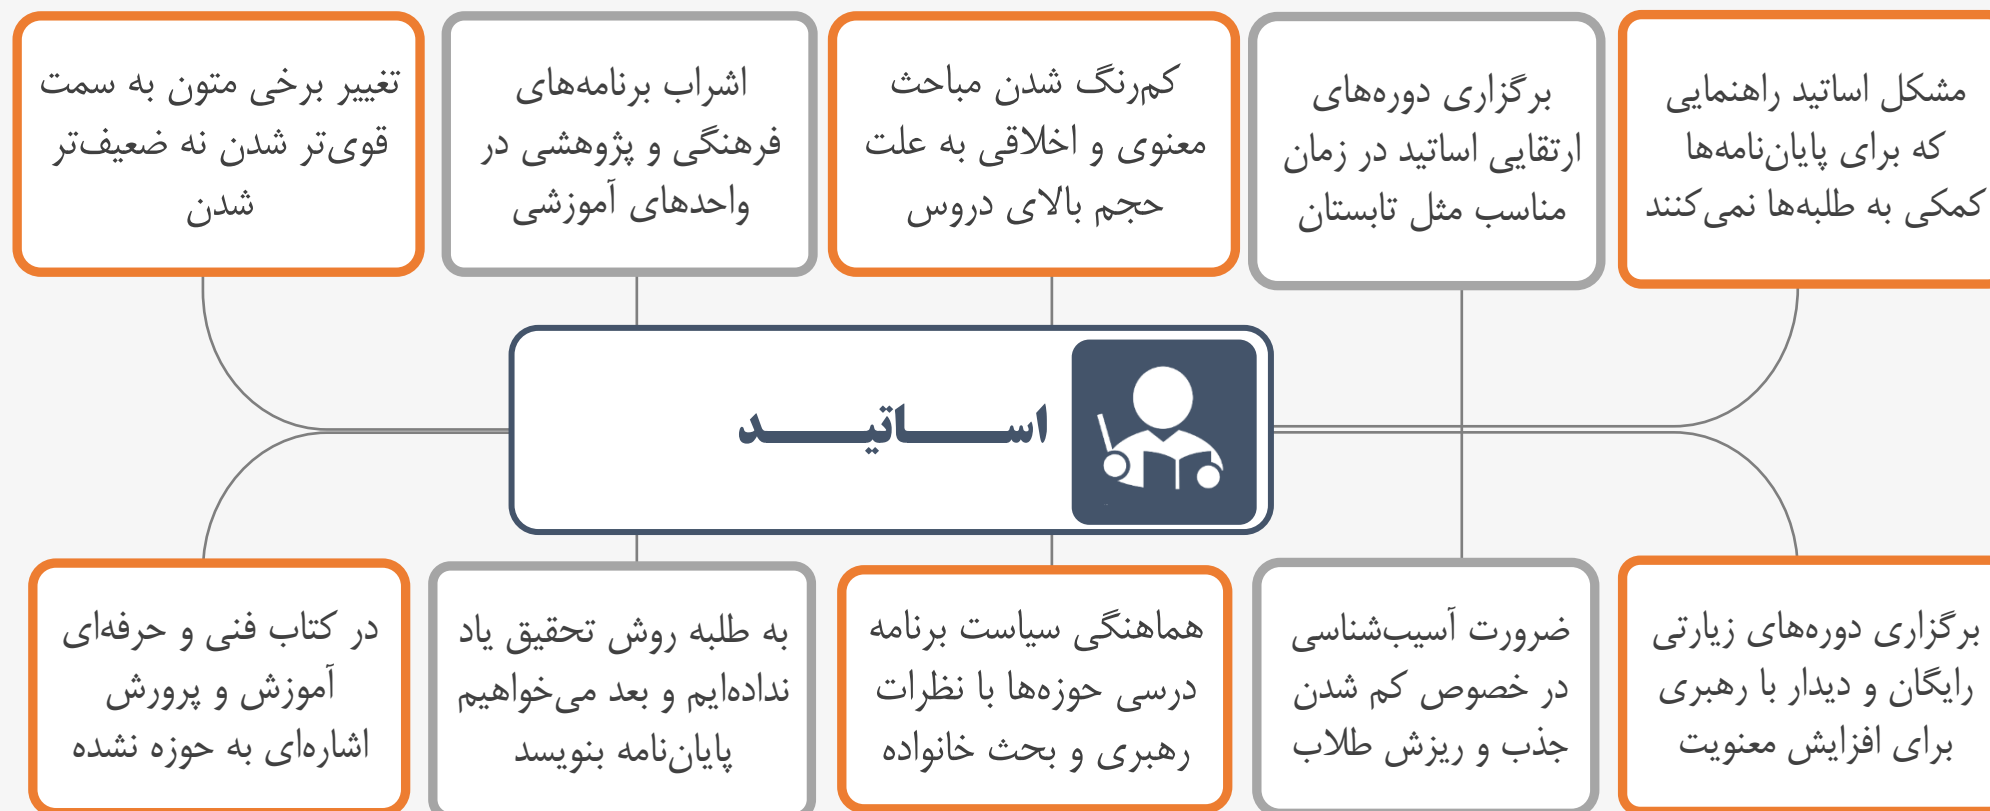 مشکل اساتید راهنمایی
که برای پایان‌نامه‌ها
کمکی به طلبه‌ها نمی‌کنند
برگزاری دوره‌های
ارتقایی اساتید در زمان
مناسب مثل تابستان
کم‌رنگ شدن مباحث
معنوی و اخلاقی به علت
حجم بالای دروس
اشراب برنامه‌های
فرهنگی و پژوهشی در
واحدهای آموزشی
تغییر برخی متون به سمت
قوی‌تر شدن نه ضعیف‌تر
شدن
اســـــاتیـــــد
برگزاری دوره‌های زیارتی
رایگان و دیدار با رهبری
برای افزایش معنویت
ضرورت آسیب‌شناسی
در خصوص کم شدن
جذب و ریزش طلاب
هماهنگی سیاست برنامه
درسی حوزه‌ها با نظرات
رهبری و بحث خانواده
به طلبه روش تحقیق یاد
نداده‌ایم و بعد می‌خواهیم
پایان‌نامه بنویسد
در کتاب فنی و حرفه‌ای
آموزش و پرورش
اشاره‌ای به حوزه نشده